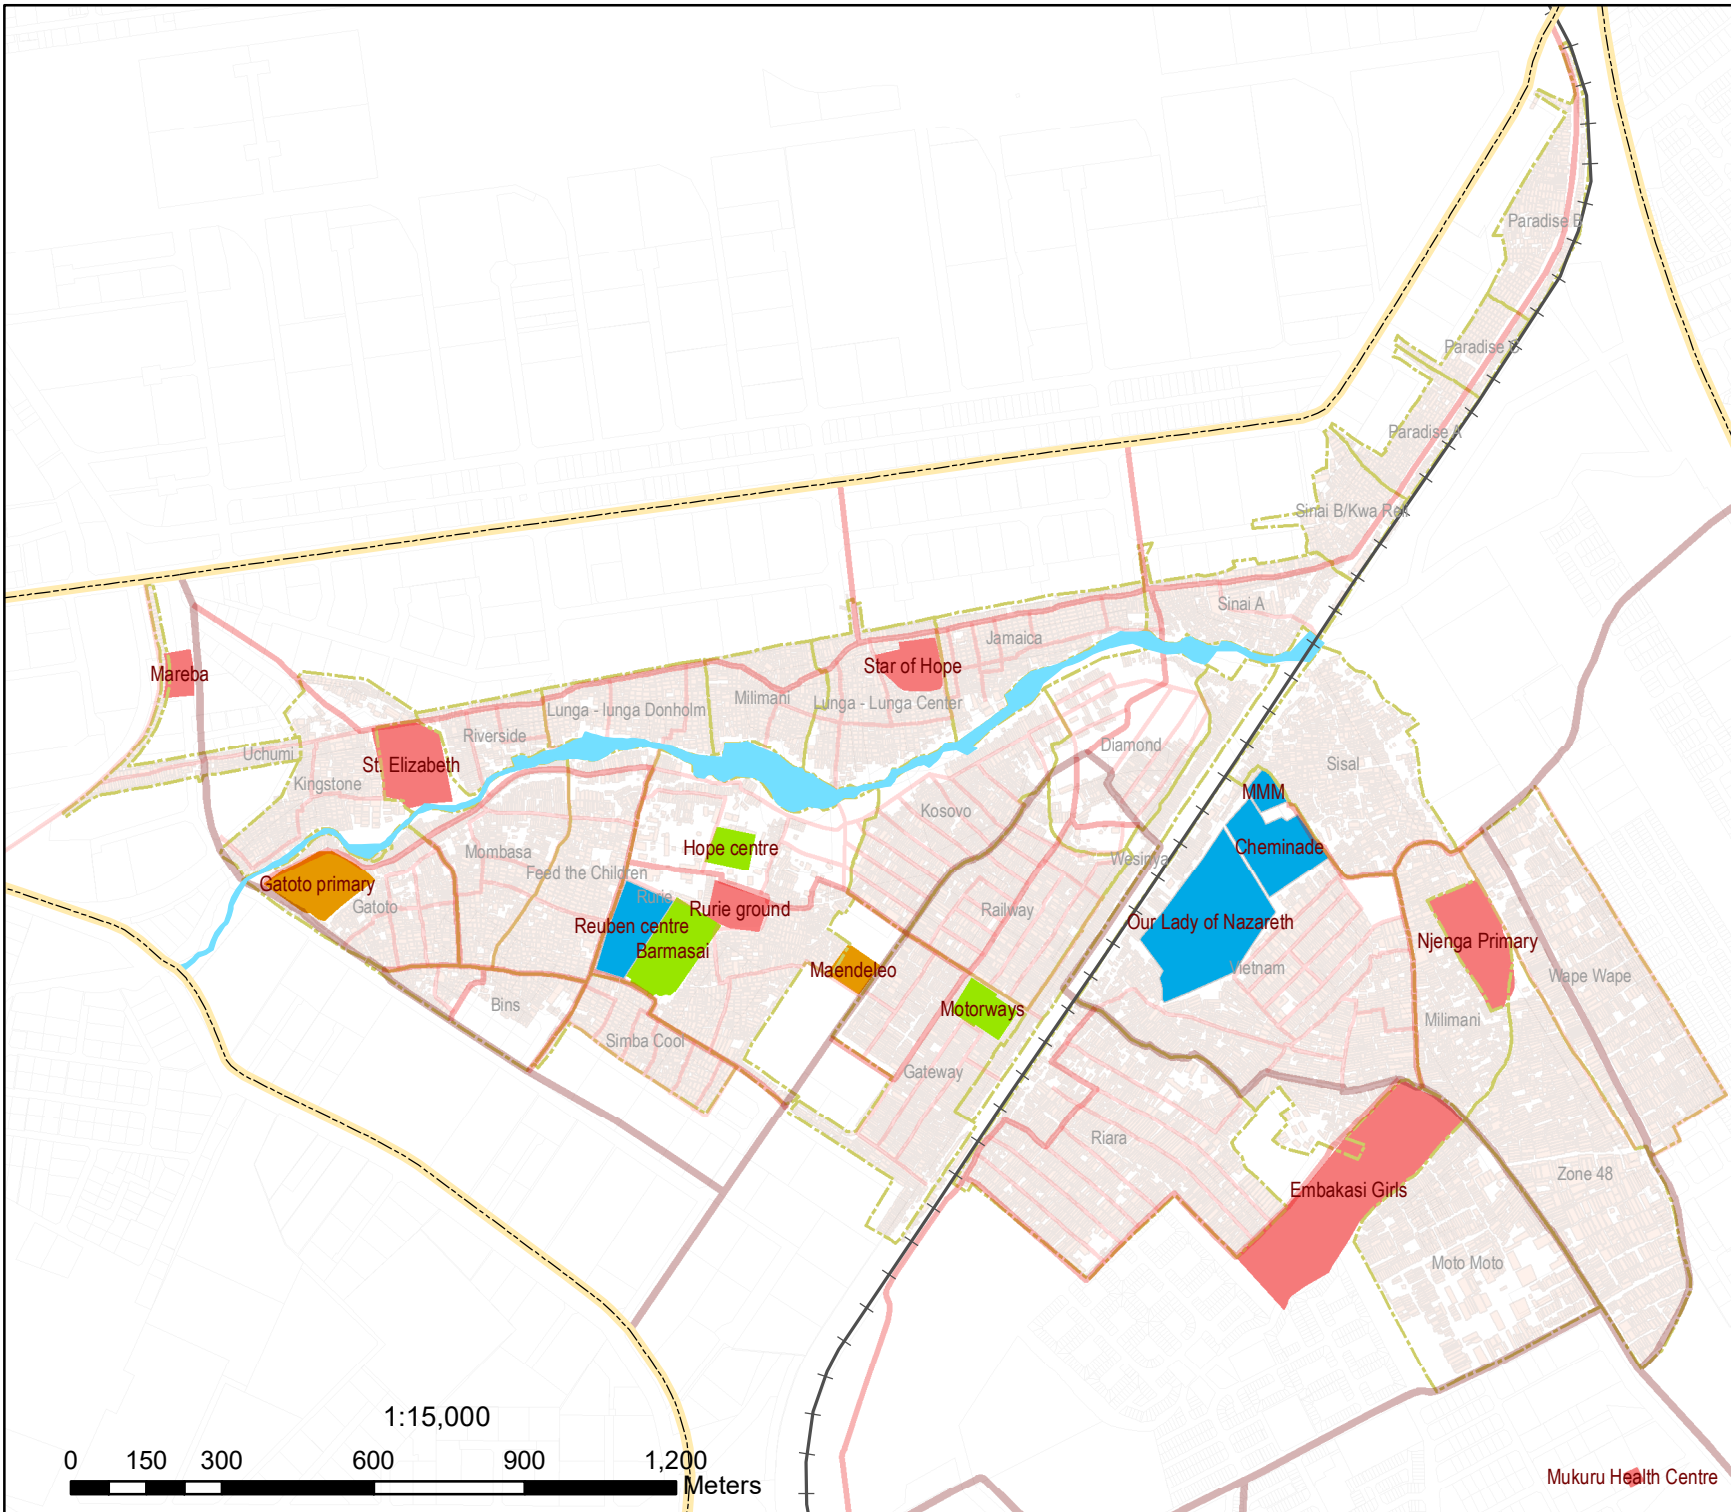 Paradise B
Paradise C
Paradise A
Sinai B/Kwa Reli
Sinai A
Jamaica
Star of Hope
Mareba
Milimani
Lunga - Lunga Center
Lunga - lunga Donholm
Riverside
Uchumi
St. Elizabeth
Kingstone
Diamond
Sisal
MMM
Kosovo
Cheminade
Hope centre
Mombasa
Feed the Children
Wesinya
Gatoto primary
Gatoto
Rurie
Rurie ground
Railway
Reuben centre
Our Lady of Nazareth
Barmasai
Njenga Primary
Maendeleo
Vietnam
Wape Wape
Bins
Motorways
Milimani
Simba Cool
Gateway
Riara
Zone 48
Embakasi Girls
Moto Moto
1:15,000
0 150 300 600 900 1,200
Meters
Mukuru Health Centre